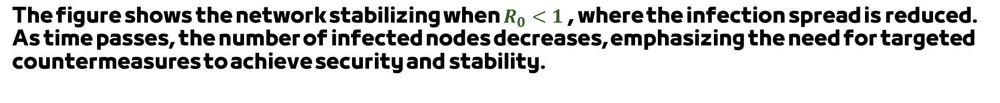 The figure shows the network stabilizing when R₀ < 1 , where the infection spread is reduced.
As time passes, the number of infected nodes decreases, emphasizing the need for targeted
countermeasures to achieve security and stability.